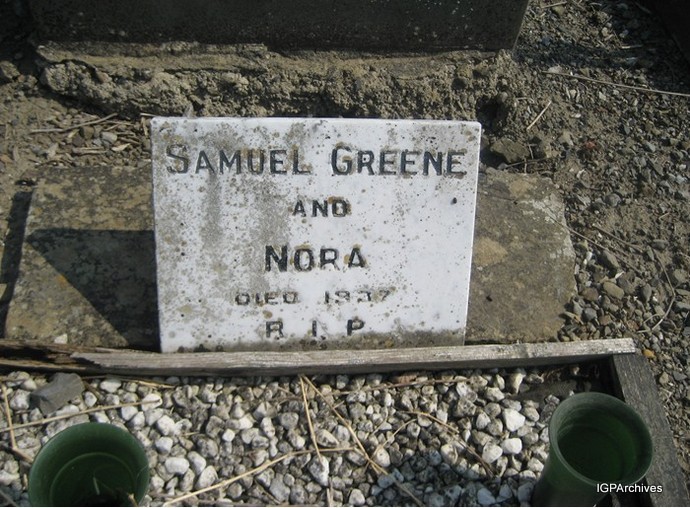 SAMUEL GREENE
AND
NORA
DIED 1937
R. I. P
IGPArchives